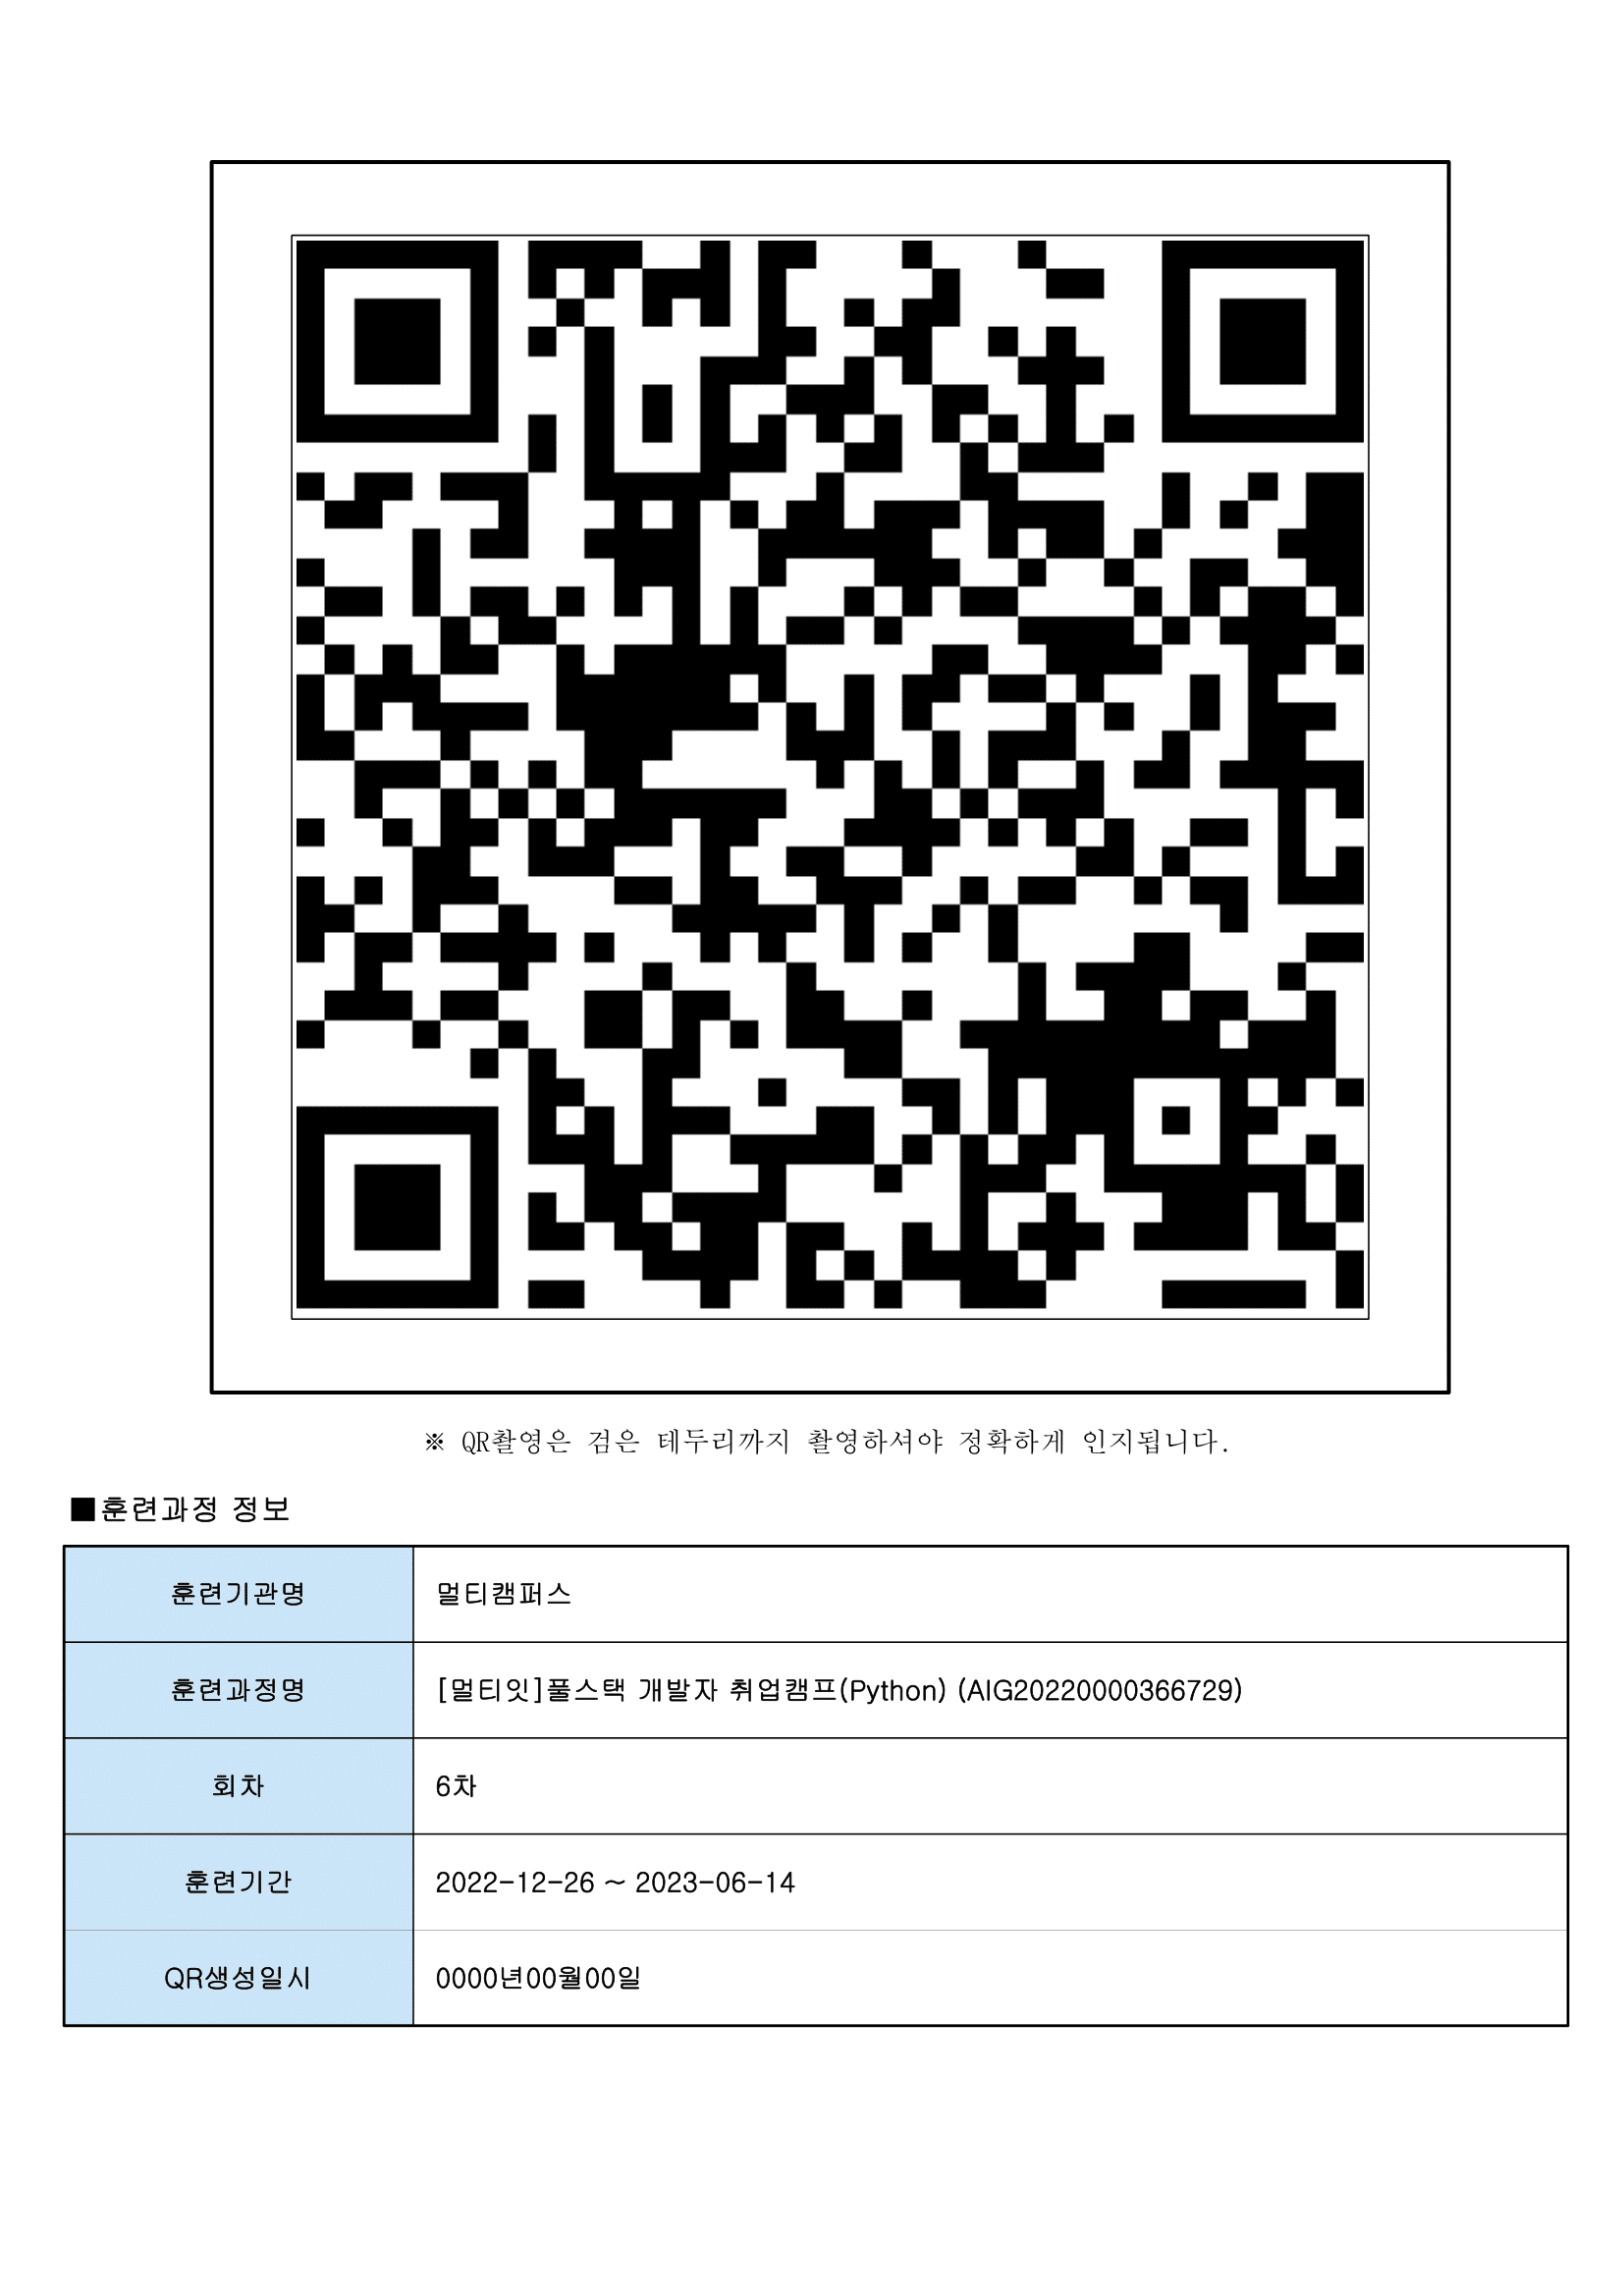 ※ QR촬영은 검은 테두리까지 촬영하셔야 정확하게 인지됩니다.
■훈련과정 정보
훈련기관명 멀티캠퍼스
훈련과정명 [멀티잇]풀스택 개발자 취업캠프(Python) (AIG20220000366729)
회차 6차
훈련기간 2022-12-26 ~ 2023-06-14
QR생성일시 0000년00월00일